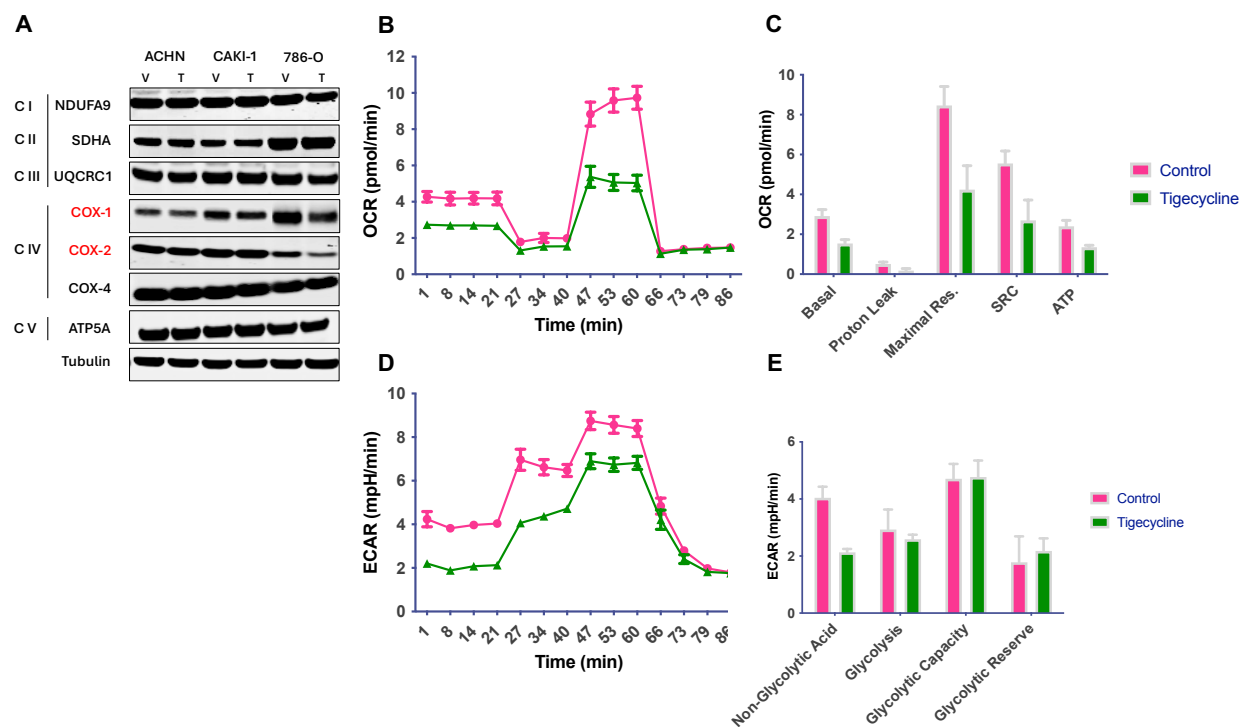 A
ACHN CAKI-1 786-O
V T V T V T
C I NDUFA9
C II SDHA
C III UQCRC1
COX-1
C IV COX-2
COX-4
C V ATP5A
Tubulin
B
OCR (pmol/min)
12
10
8
6
4
2
0
1 8 14 21 27 34 40 47 53 60 66 73 79 86
Time (min)
C
OCR (pmol/min)
10
8
6
4
2
0
Basal
Proton Leak
Maximal Res.
SRC
ATP
Control
Tigecycline
D
ECAR (mpH/min)
10
8
6
4
2
0
1 8 14 21 27 34 40 47 53 60 66 73 79 86
Time (min)
E
ECAR (mpH/min)
6
4
2
0
Non-Glycolytic Acid
Glycolysis
Glycolytic Capacity
Glycolytic Reserve
Control
Tigecycline